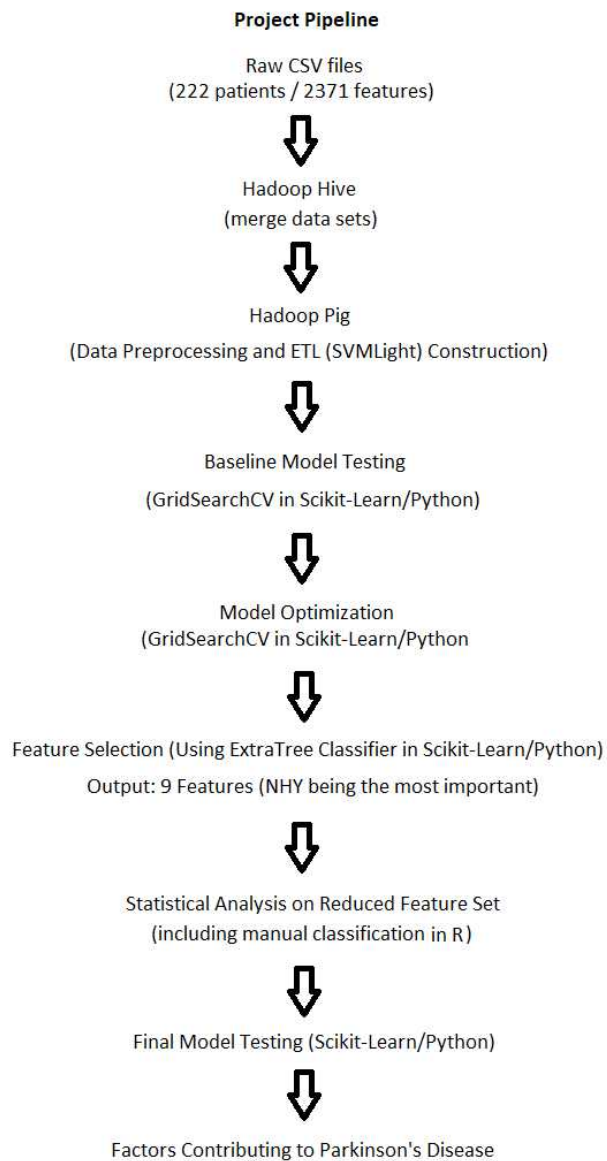 Project Pipeline
Raw CSV files
(222 patients / 2371 features)
Hadoop Hive
(merge data sets)
Hadoop Pig
(Data Preprocessing and ETL (SVMLight) Construction)
Baseline Model Testing
(GridSearchCV in Scikit-Learn/Python)
Model Optimization
(GridSearchCV in Scikit-Learn/Python
Feature Selection (Using ExtraTree Classifier in Scikit-Learn/Python)
Output: 9 Features (NHY being the most important)
Statistical Analysis on Reduced Feature Set
(including manual classification in R)
Final Model Testing (Scikit-Learn/Python)
Factors Contributing to Parkinson's Disease